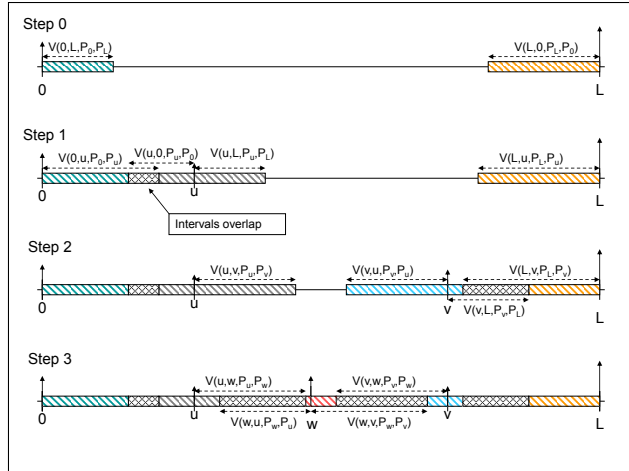 Step 0
V(0,L,P0,PL) V(L,0,PL,P0)
0 L
Step 1
V(0,u,P0,Pu) V(u,0,Pu,P0) V(u,L,Pu,PL) V(L,u,PL,Pu)
0 u L
Intervals overlap
Step 2
V(u,v,Pu,Pv) V(v,u,Pv,Pu) V(L,v,PL,Pv)
0 u v L
V(v,L,Pv,PL)
Step 3
V(u,w,Pu,Pw) V(v,w,Pv,Pw)
0 u w v L
V(w,u,Pw,Pu) V(w,v,Pw,Pv)